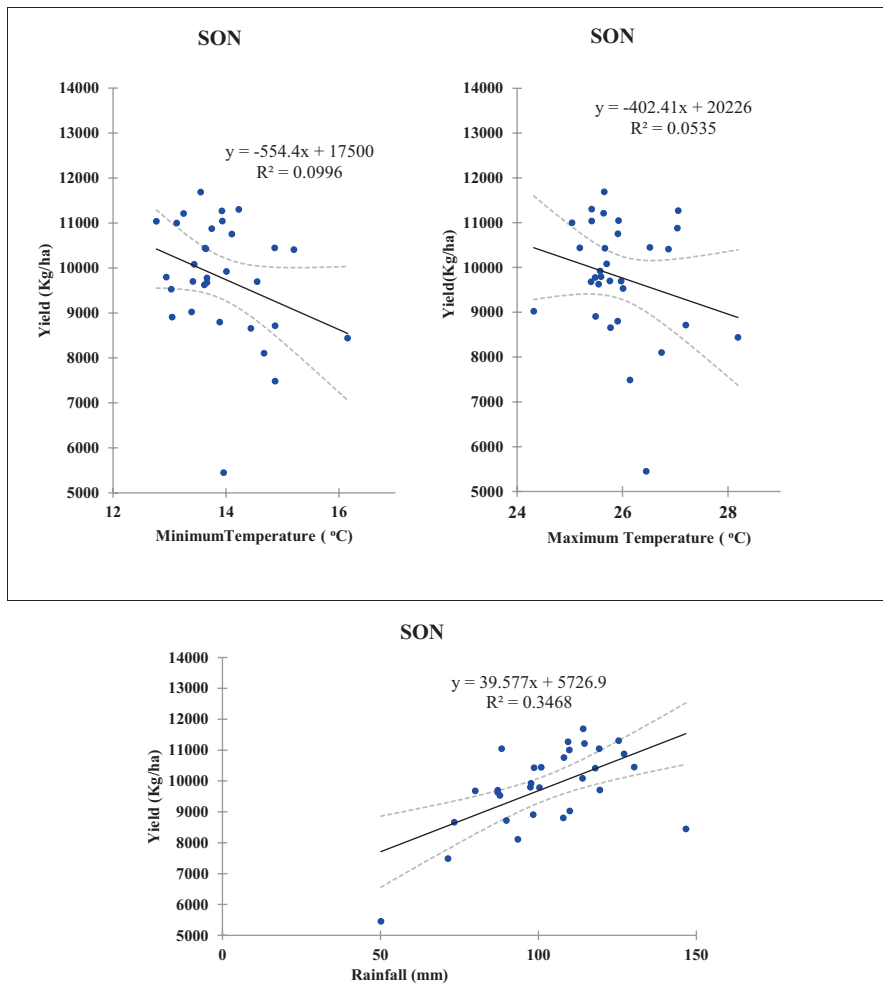 SON
y = -554.4x + 17500
R² = 0.0996
14000
13000
12000
11000
10000
9000
8000
7000
6000
5000
Yield (Kg/ha)
12
14
16
MinimumTemperature ( ᵒC)
SON
y = -402.41x + 20226
R² = 0.0535
14000
13000
12000
11000
10000
9000
8000
7000
6000
5000
Yield(Kg/ha)
24
26
28
Maximum Temperature ( ᵒC)
SON
y = 39.577x + 5726.9
R² = 0.3468
14000
13000
12000
11000
10000
9000
8000
7000
6000
5000
Yield (Kg/ha)
0
50
100
150
Rainfall (mm)